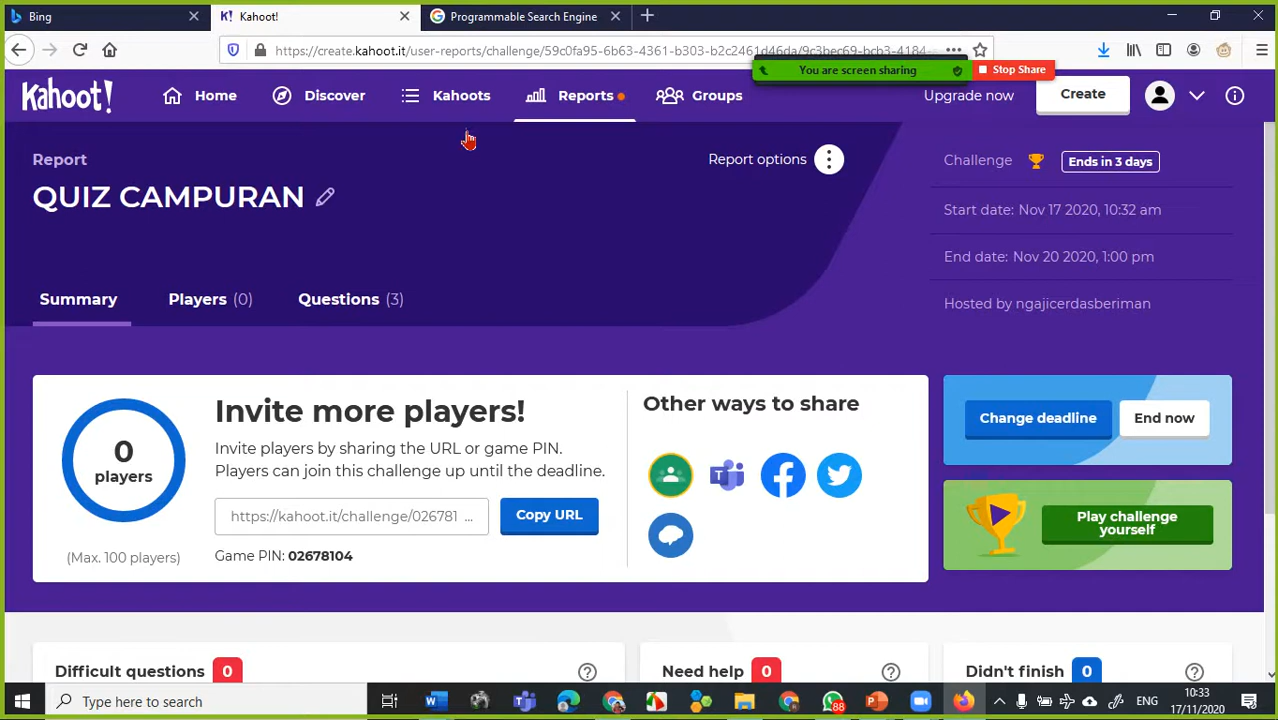 Bing
Kahoot!
Programmable Search Engine
https://create.kahoot.it/user-reports/challenge/59c0fa95-6b63-4361-b303-b2c2461d46da/9c3bec69-bcb3-4184-
You are screen sharing
Stop Share
Kahoot!
Home
Discover
Kahoots
Reports
Groups
Upgrade now
Create
Report
Report options
Challenge
Ends in 3 days
QUIZ CAMPURAN
Start date: Nov 17 2020, 10:32 am
End date: Nov 20 2020, 1:00 pm
Hosted by ngajicerdasberiman
Summary
Players (0)
Questions (3)
0
players
(Max. 100 players)
Invite more players!
Invite players by sharing the URL or game PIN.
Players can join this challenge up until the deadline.
https://kahoot.it/challenge/026781 ...
Copy URL
Game PIN: 02678104
Other ways to share
Change deadline
End now
Play challenge
yourself
Difficult questions 0
Need help 0
Didn't finish 0
Type here to search
88
ENG
10:33
17/11/2020